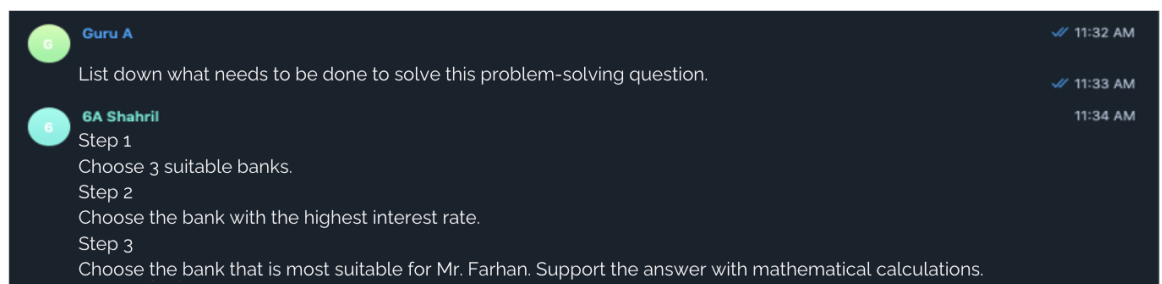 G
Guru A
11:32 AM
List down what needs to be done to solve this problem-solving question.
11:33 AM
6
6A Shahril
11:34 AM
Step 1
Choose 3 suitable banks.
Step 2
Choose the bank with the highest interest rate.
Step 3
Choose the bank that is most suitable for Mr. Farhan. Support the answer with mathematical calculations.